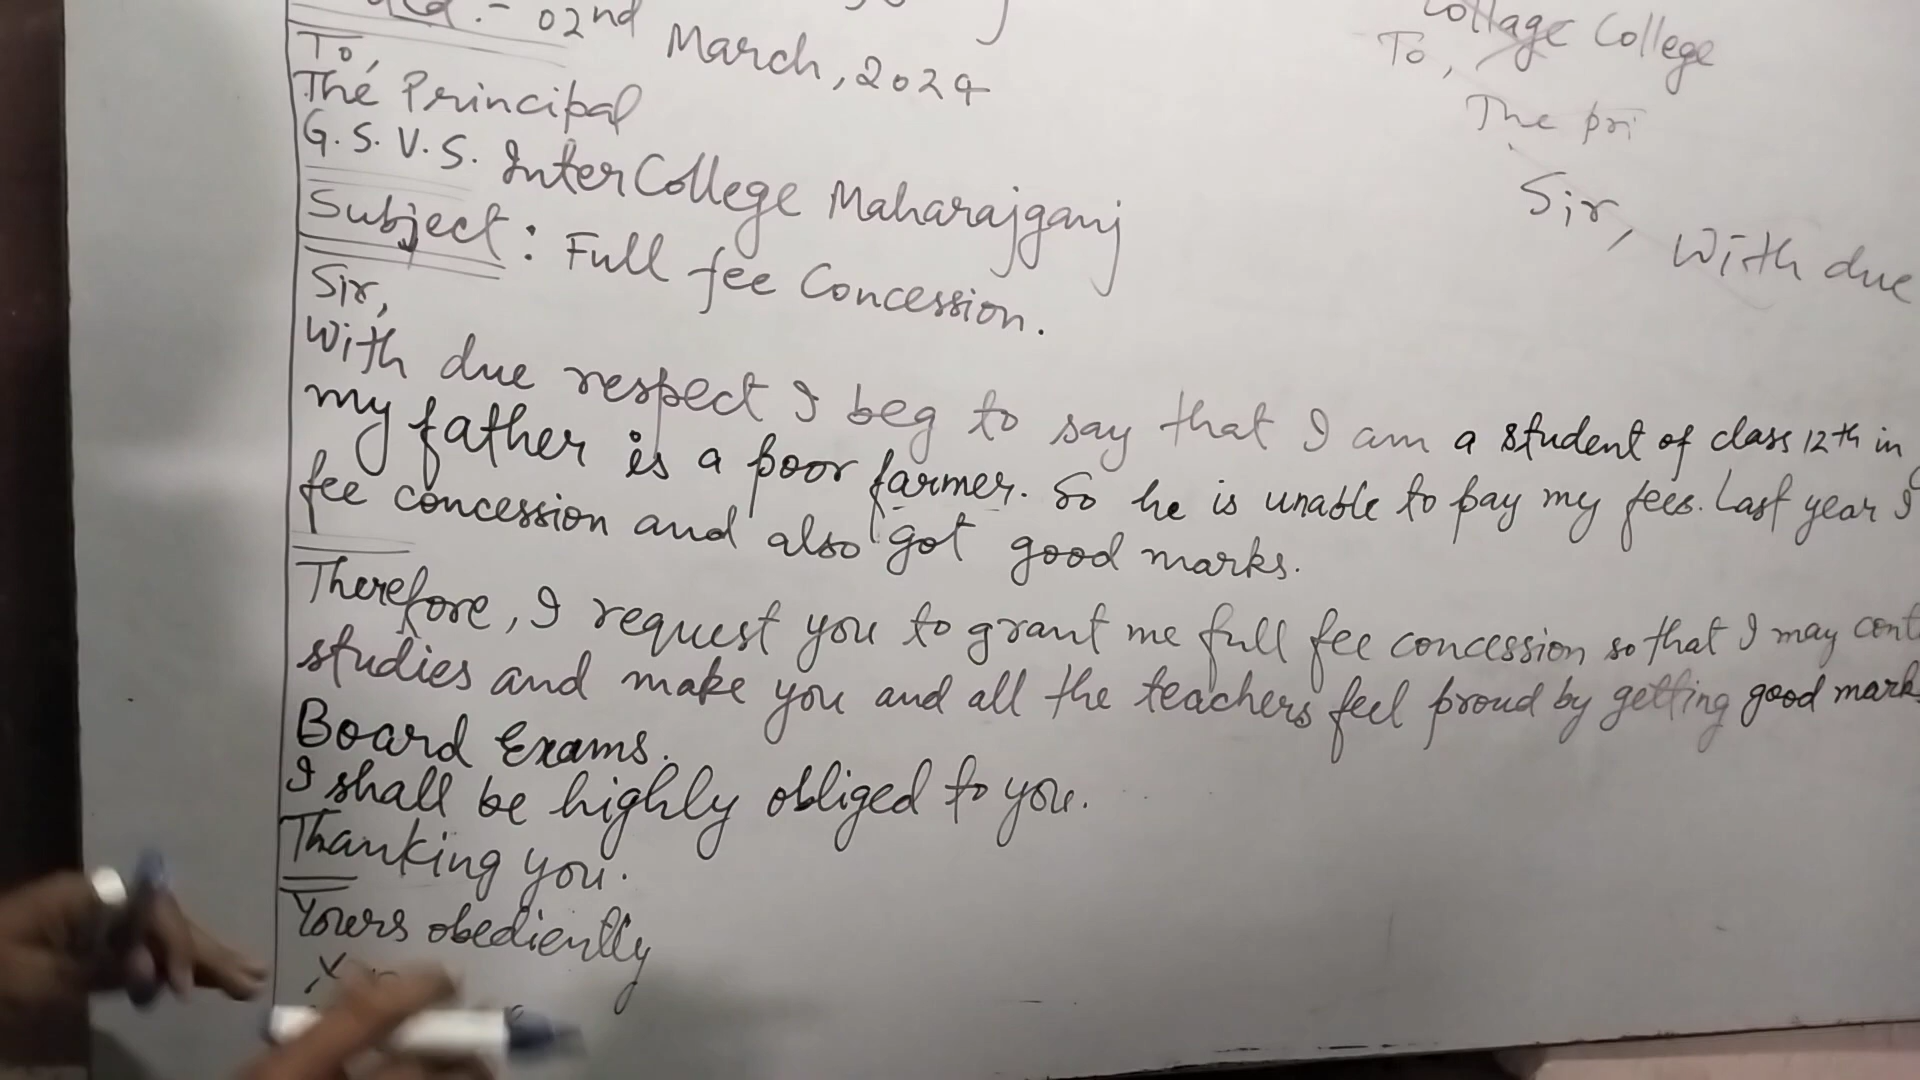 02nd March, 2024
To,
The Principal
G. S. V. S. Inter College Maharajganj
Subject : Full fee Concession.
Sir,
With due respect I beg to say that I am a student of class 12th in
my father is a poor farmer. So he is unable to pay my fees. Last year I
fee concession and also got good marks.
Therefore, I request you to grant me full fee concession so that I may cont
studies and make you and all the teachers feel proud by getting good mark
Board Exams.
I shall be highly obliged to you.
Thanking you.
Yours obediently
Collage College
To,
The pri
Sir,
With due